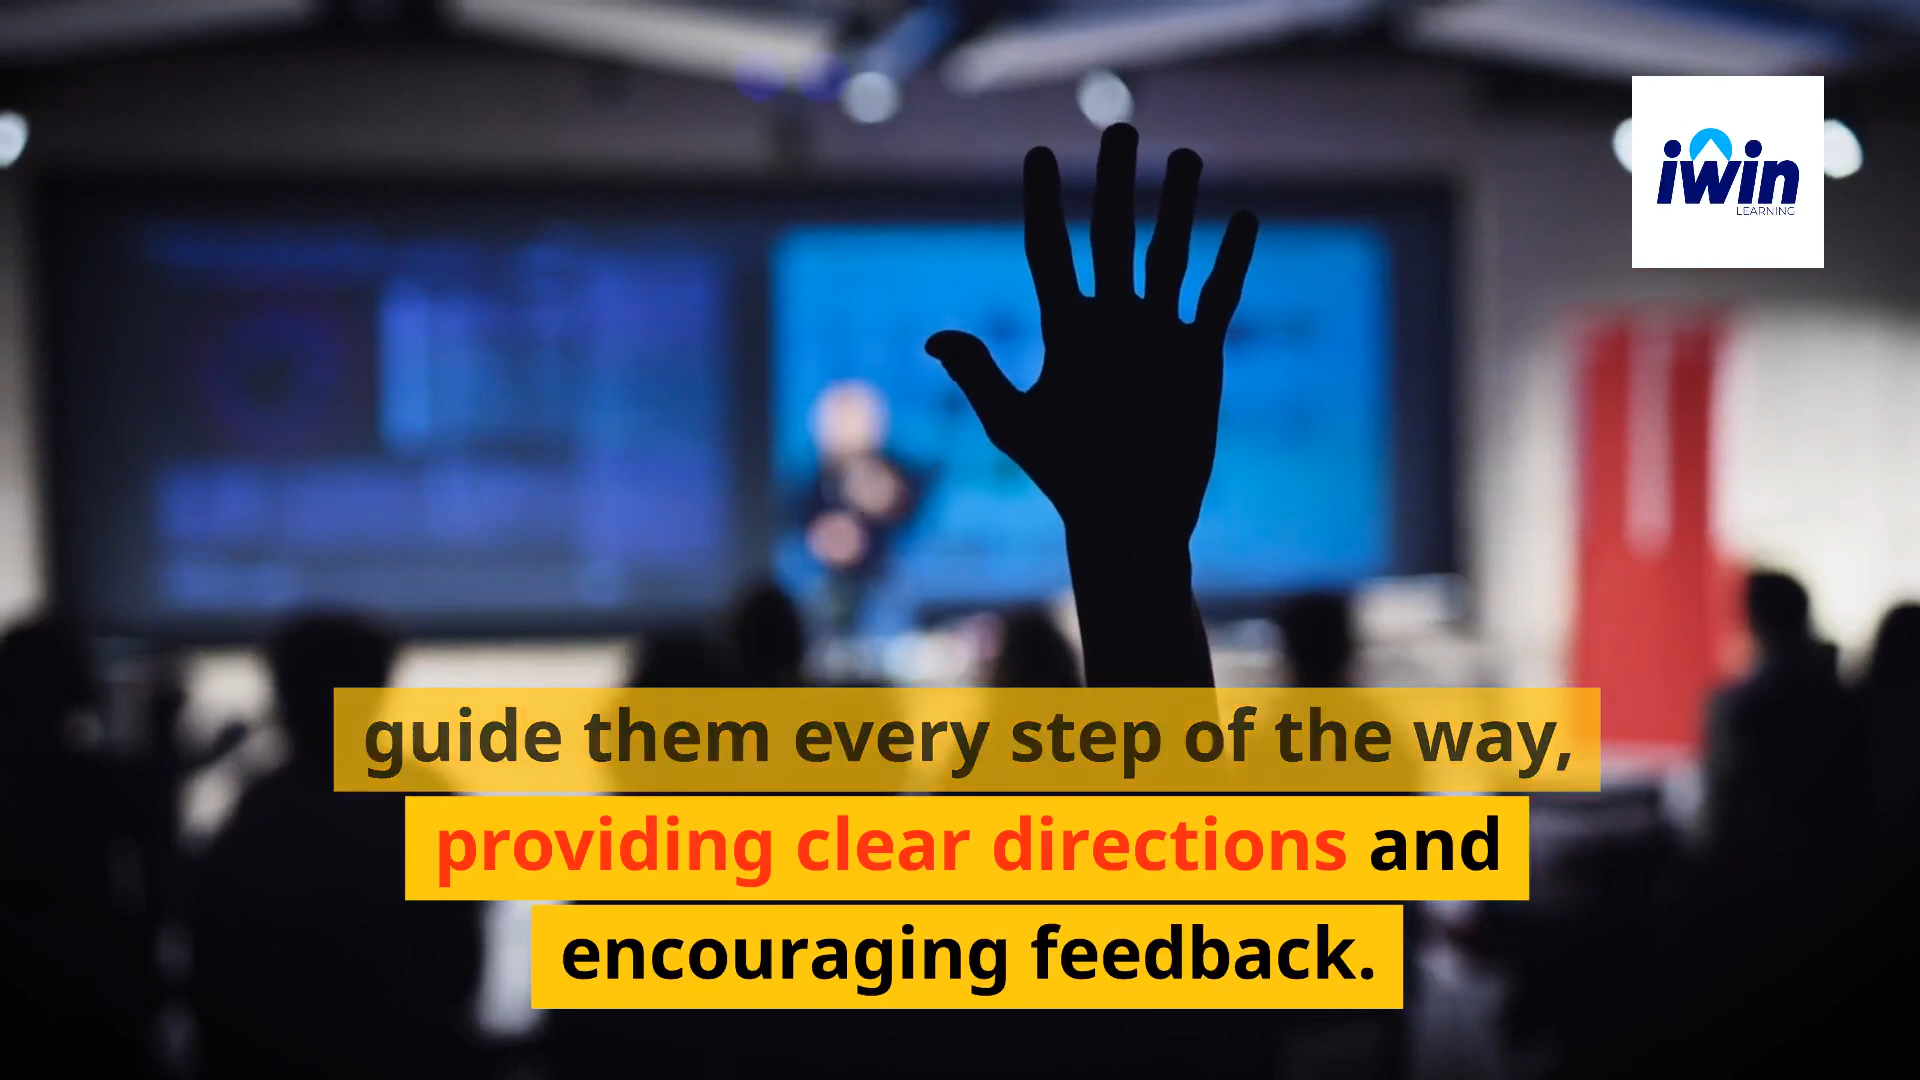 iwin
LEARNING
guide them every step of the way,
providing clear directions and
encouraging feedback.